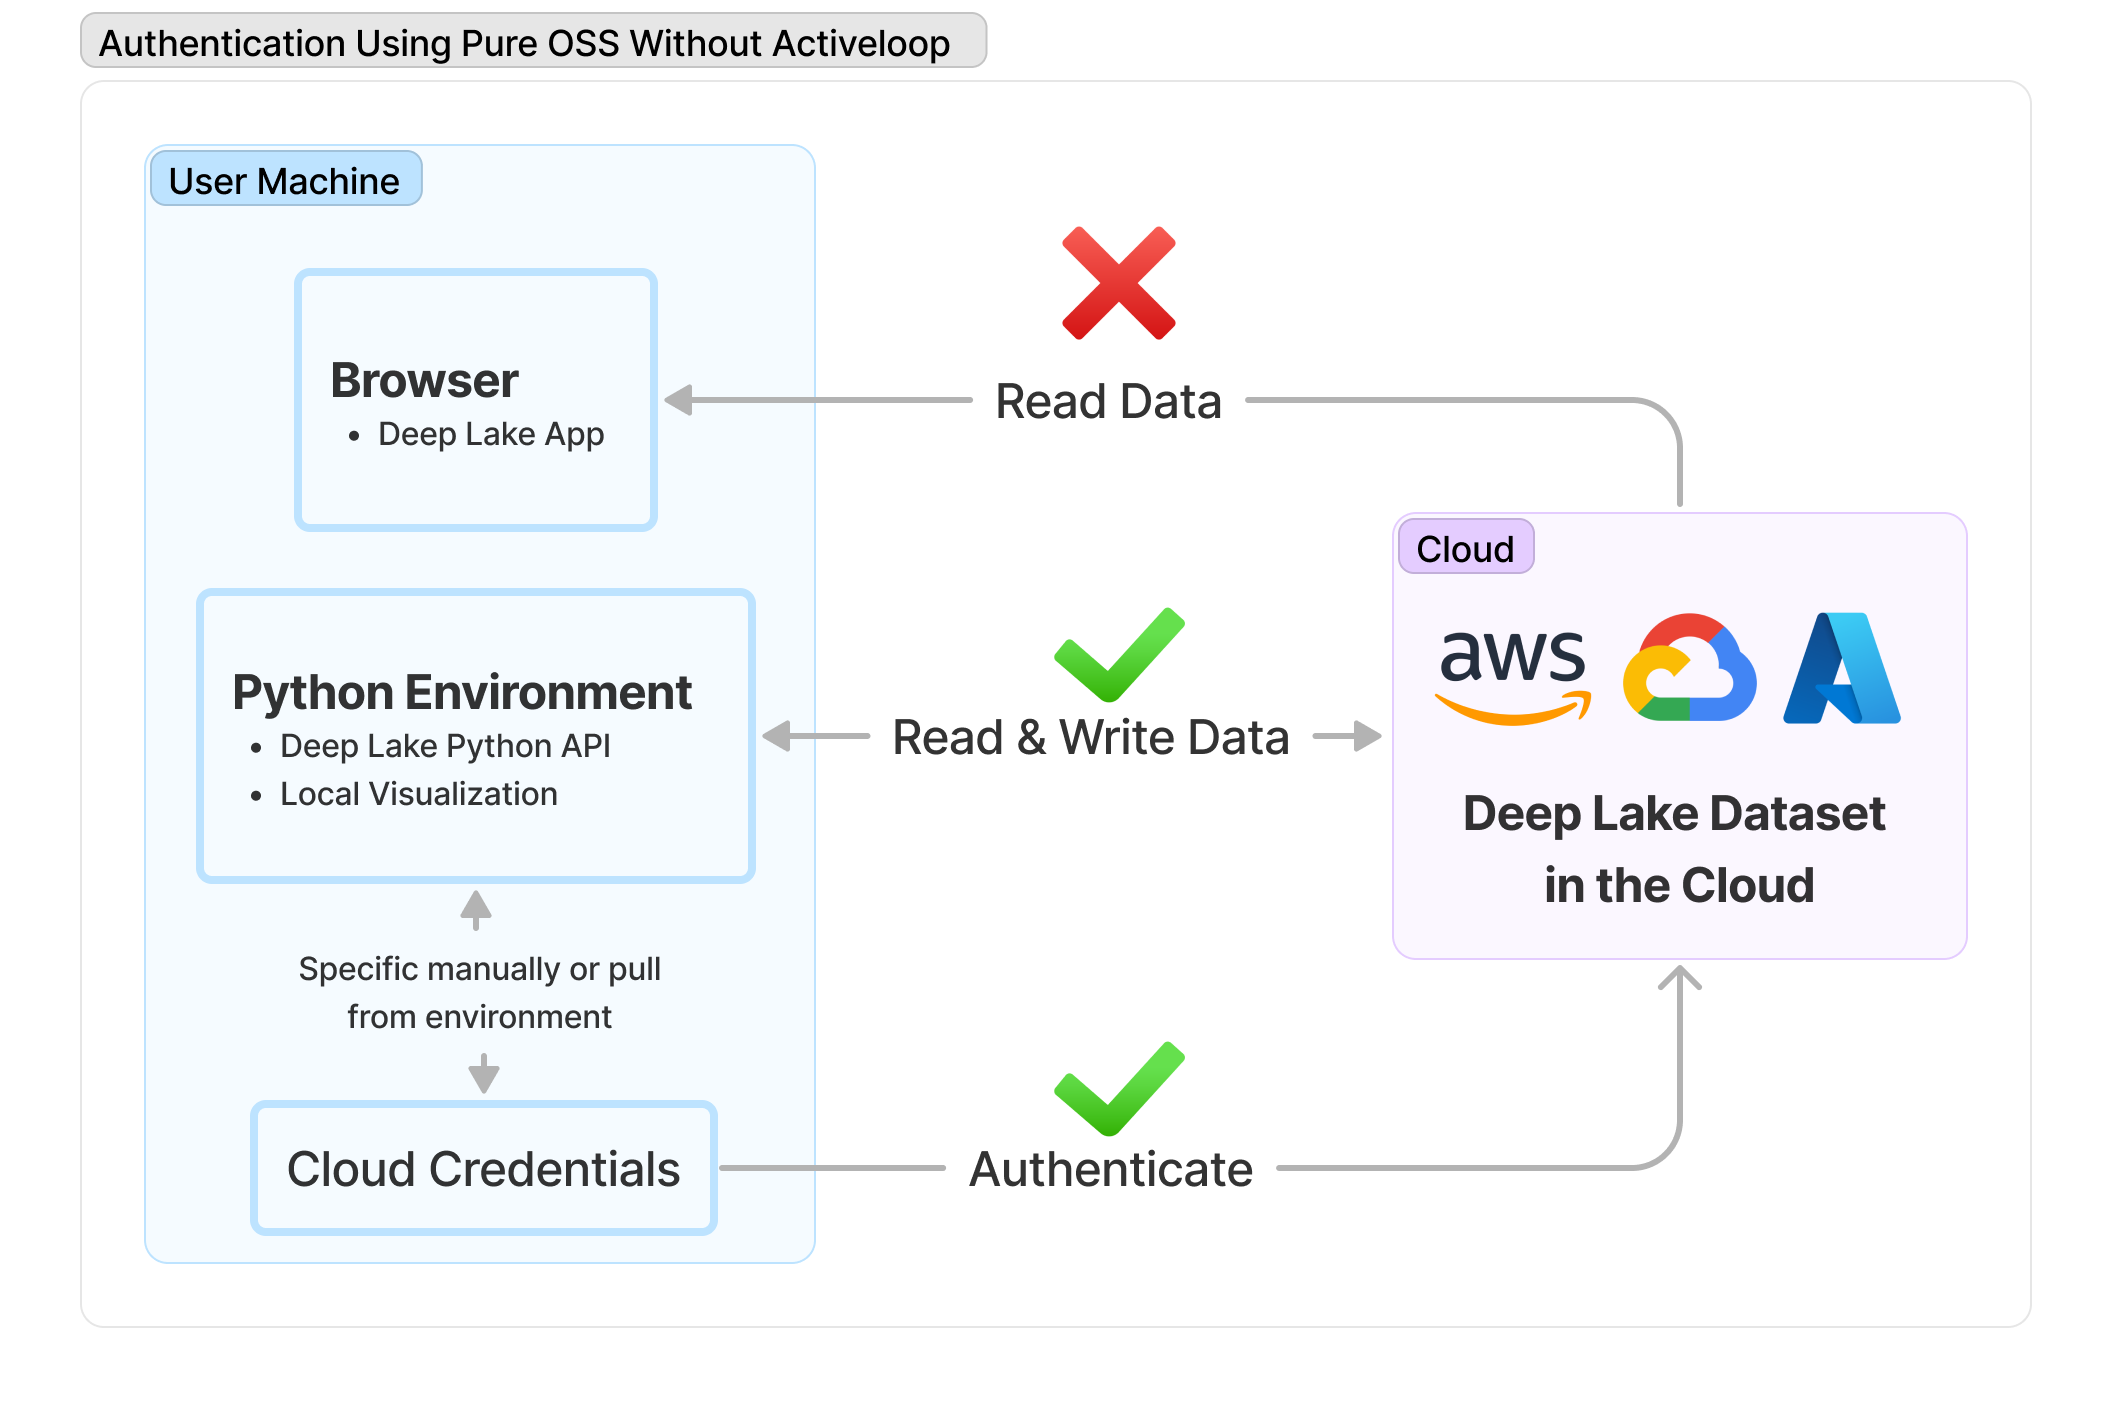 Authentication Using Pure OSS Without Activeloop
User Machine
Browser
• Deep Lake App
Read Data
Cloud
aws
Python Environment
• Deep Lake Python API
• Local Visualization
Read & Write Data
Deep Lake Dataset
in the Cloud
Specific manually or pull
from environment
Cloud Credentials
Authenticate